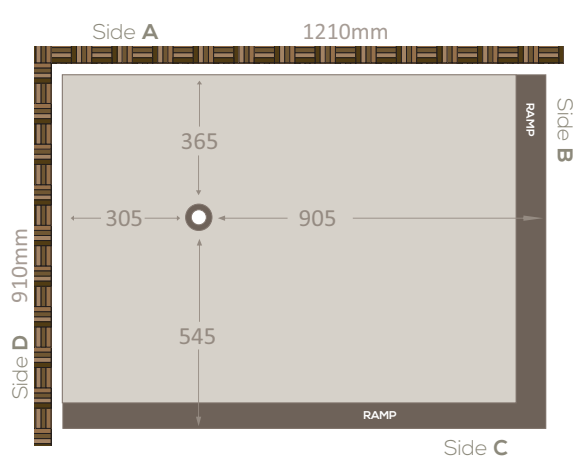 Side A
1210mm
RAMP
Side B
365
305
905
910mm
545
Side D
RAMP
Side C